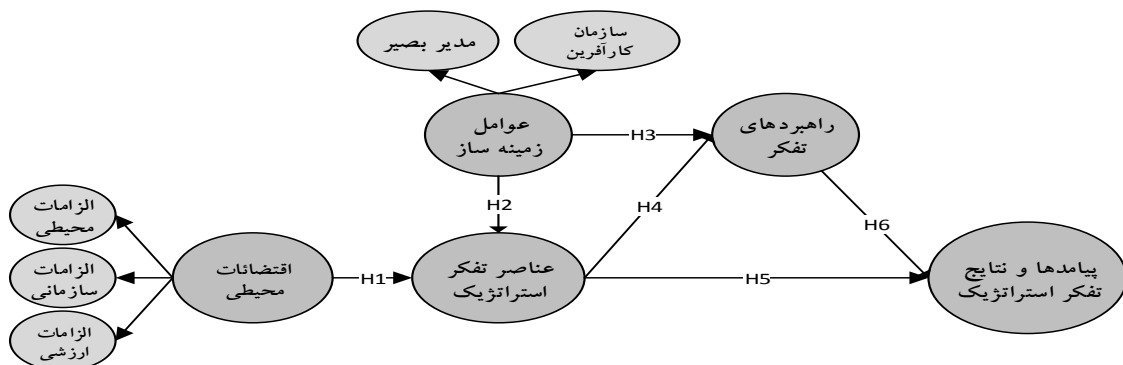 مدیر بصیر
سازمان
کارآفرین
عوامل
زمینه ساز
راهبردهای
تفکر
H3
H2
H4
H6
الزامات
محیطی
الزامات
سازمانی
الزامات
ارزشی
اقتضائات
محیطی
H1
عناصر تفکر
استراتژیک
H5
پیامدها و نتایج
تفکر استراتژیک